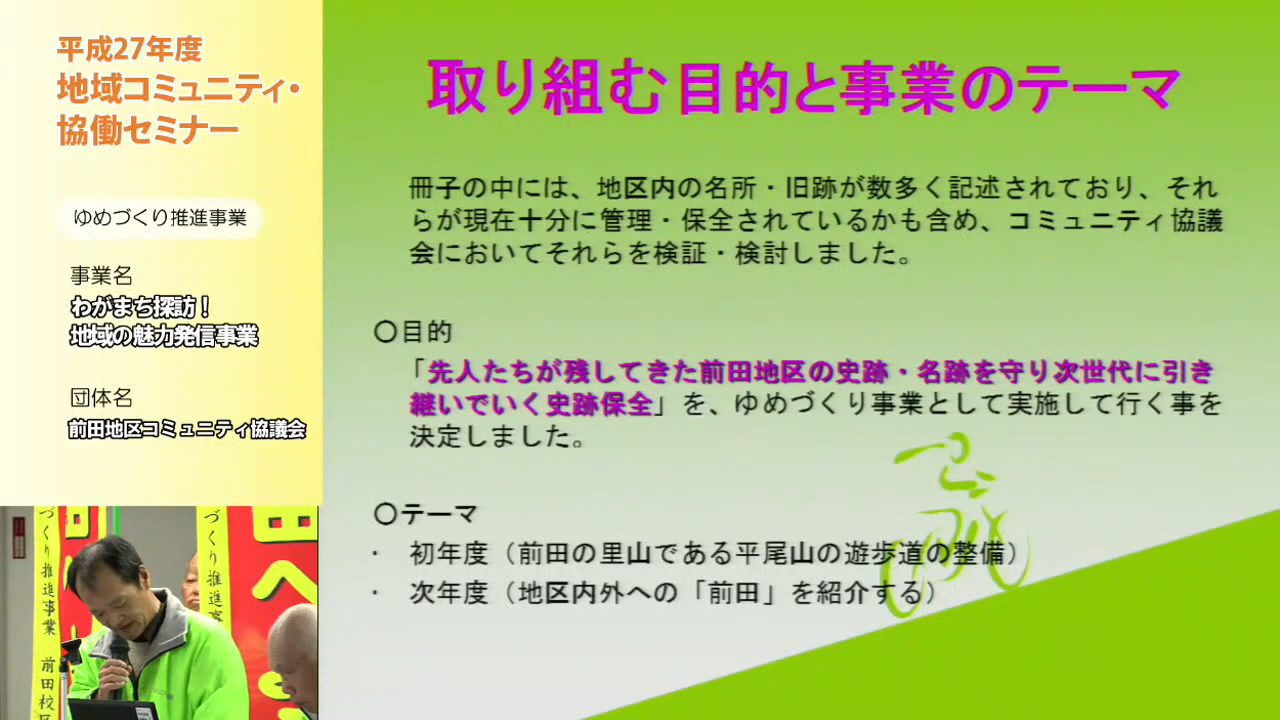 平成27年度
地域コミュニティ・
協働セミナー
ゆめづくり推進事業
事業名
わがまち探訪！
地域の魅力発信事業
団体名
前田地区コミュニティ協議会
取り組む目的と事業のテーマ
冊子の中には、地区内の名所・旧跡が数多く記述されており、それ
らが現在十分に管理・保全されているかも含め、コミュニティ協議
会においてそれらを検証・検討しました。
〇目的
「先人たちが残してきた前田地区の史跡・名跡を守り次世代に引き
継いでいく史跡保全」を、ゆめづくり事業として実施して行く事を
決定しました。
〇テーマ
・ 初年度（前田の里山である平尾山の遊歩道の整備）
・ 次年度（地区内外への「前田」を紹介する）
づくり推進事業 前田校区
づくり推進事